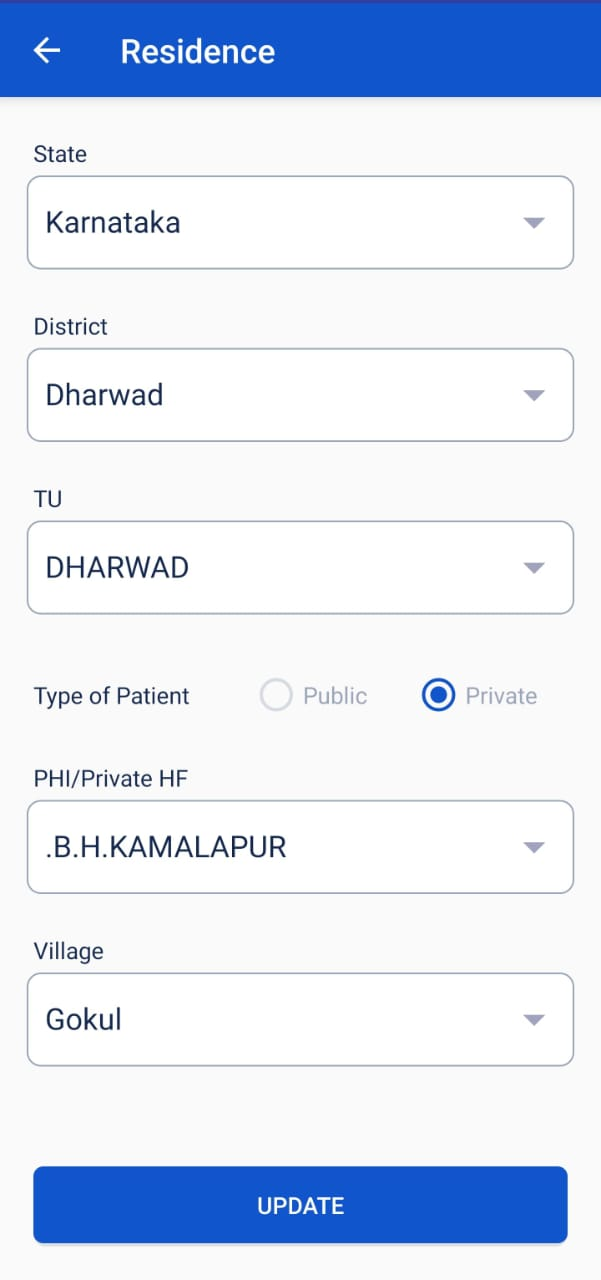 Residence
State
Karnataka
District
Dharwad
TU
DHARWAD
Type of Patient Public Private
PHI/Private HF
.B.H.KAMALAPUR
Village
Gokul
UPDATE